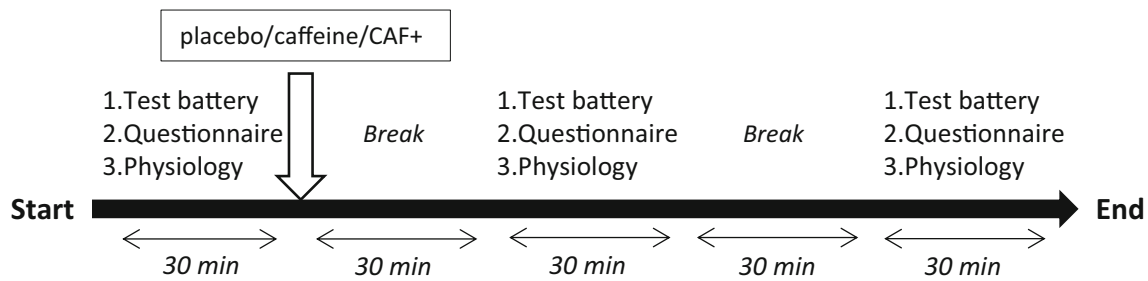 placebo/caffeine/CAF+
1.Test battery
2.Questionnaire
3.Physiology
Break
1.Test battery
2.Questionnaire
3.Physiology
Break
1.Test battery
2.Questionnaire
3.Physiology
Start
End
30 min
30 min
30 min
30 min
30 min